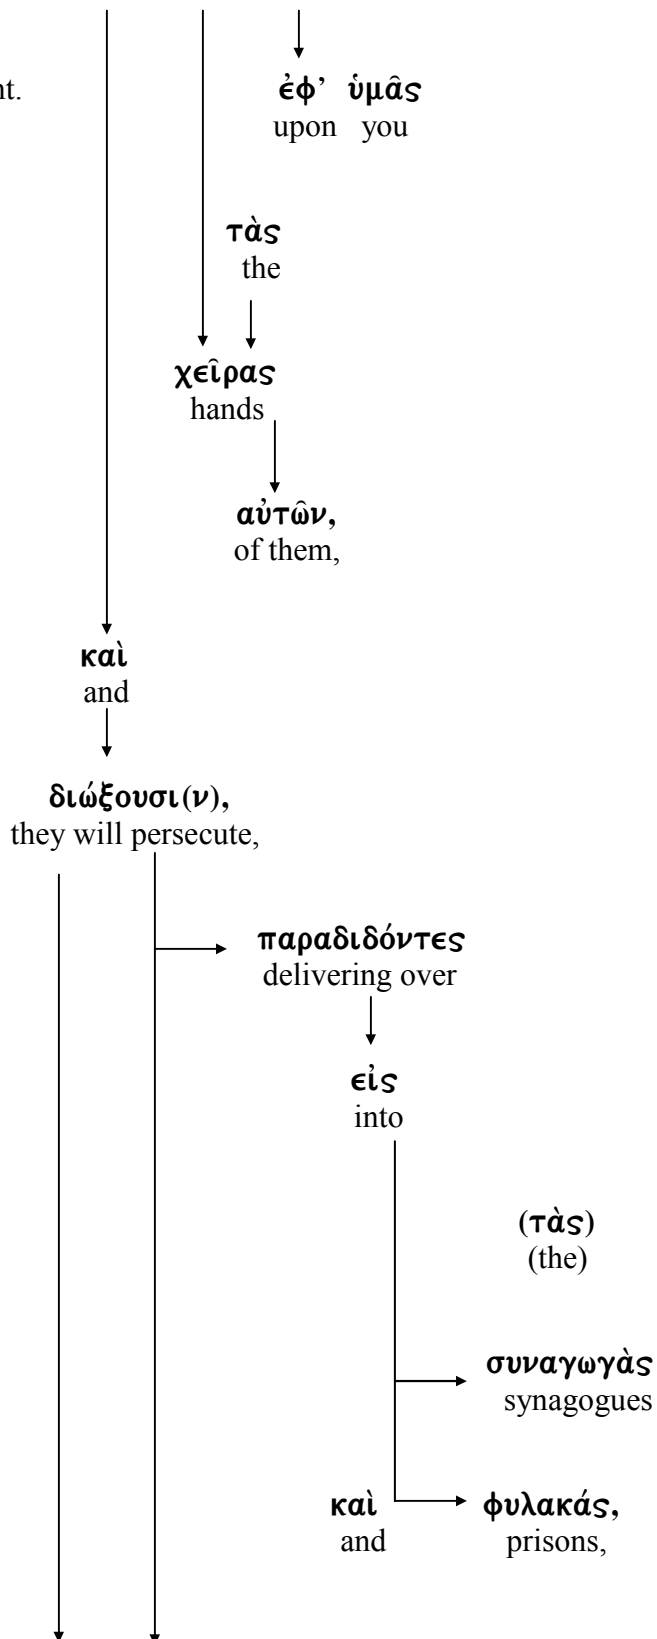 nt.
ἐφ’ ὑμᾶς
upon you
τὰς
the
χεῖρας
hands
αὐτῶν,
of them,
καὶ
and
διώξουσι(ν),
they will persecute,
παραδιδόντες
delivering over
εἰς
into
(τὰς)
(the)
συναγωγὰς
synagogues
καὶ φυλακάς,
and prisons,